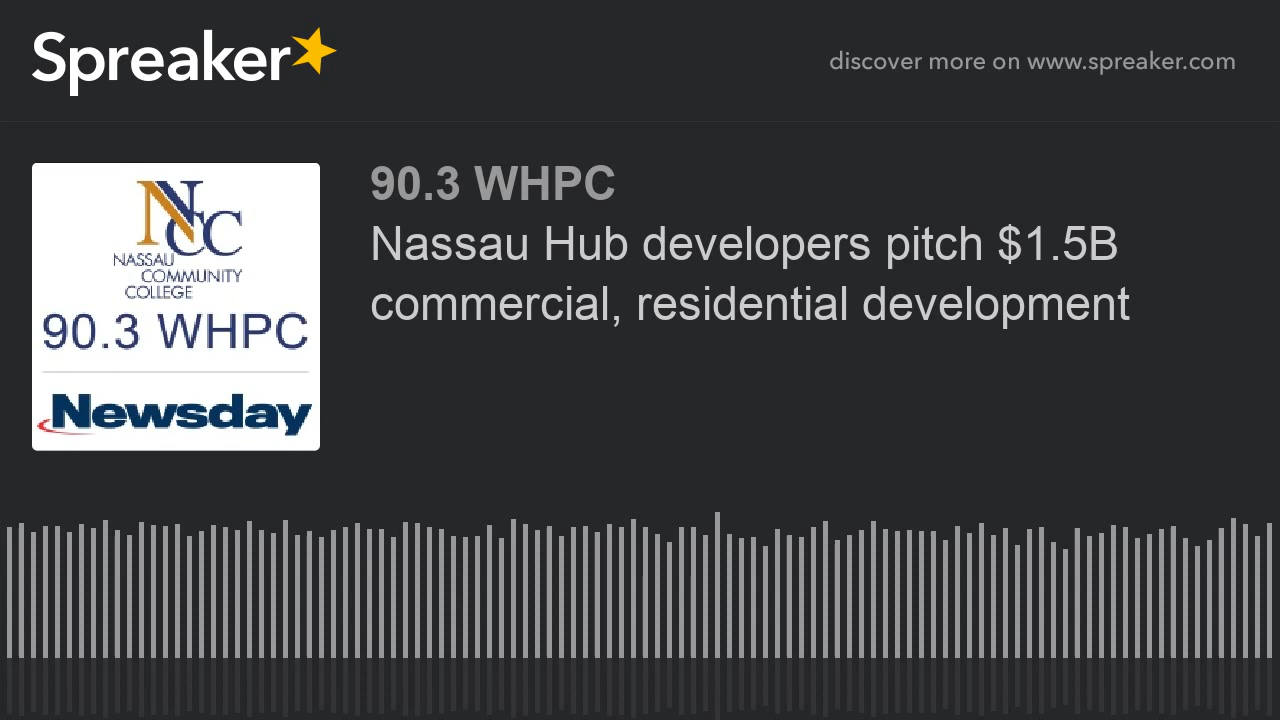 Spreaker
discover more on www.spreaker.com
NCC
NASSAU
COMMUNITY
COLLEGE
90.3 WHPC
Newsday
90.3 WHPC
Nassau Hub developers pitch $1.5B
commercial, residential development